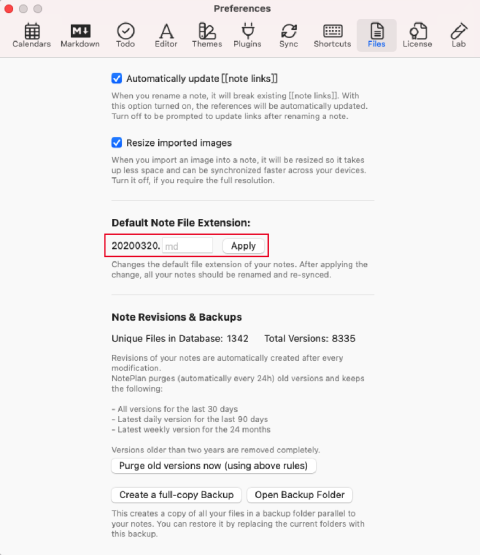 Preferences
Calendars Markdown Todo Editor Themes Plugins Sync Shortcuts Files License Lab
Automatically update [[note links]]
When you rename a note, it will break existing [[note links]]. With
this option turned on, the references will be automatically updated.
Turn off to be prompted to update links after renaming a note.
Resize imported images
When you import an image into a note, it will be resized so it takes
up less space and can be synchronized faster across your devices.
Turn it off, if you require the full resolution.
Default Note File Extension:
20200320. md Apply
Changes the default file extension of your notes. After applying the
change, all your notes should be renamed and re-synced.
Note Revisions & Backups
Unique Files in Database: 1342 Total Versions: 8335
Revisions of your notes are automatically created after every
modification.
NotePlan purges (automatically every 24h) old versions and keeps
the following:
- All versions for the last 30 days
- Latest daily version for the last 90 days
- Latest weekly version for the 24 months
Versions older than two years are removed completely.
Purge old versions now (using above rules)
Create a full-copy Backup Open Backup Folder
This creates a copy of all your files in a backup folder parallel to
your notes. You can restore it by replacing the current folders with
this backup.